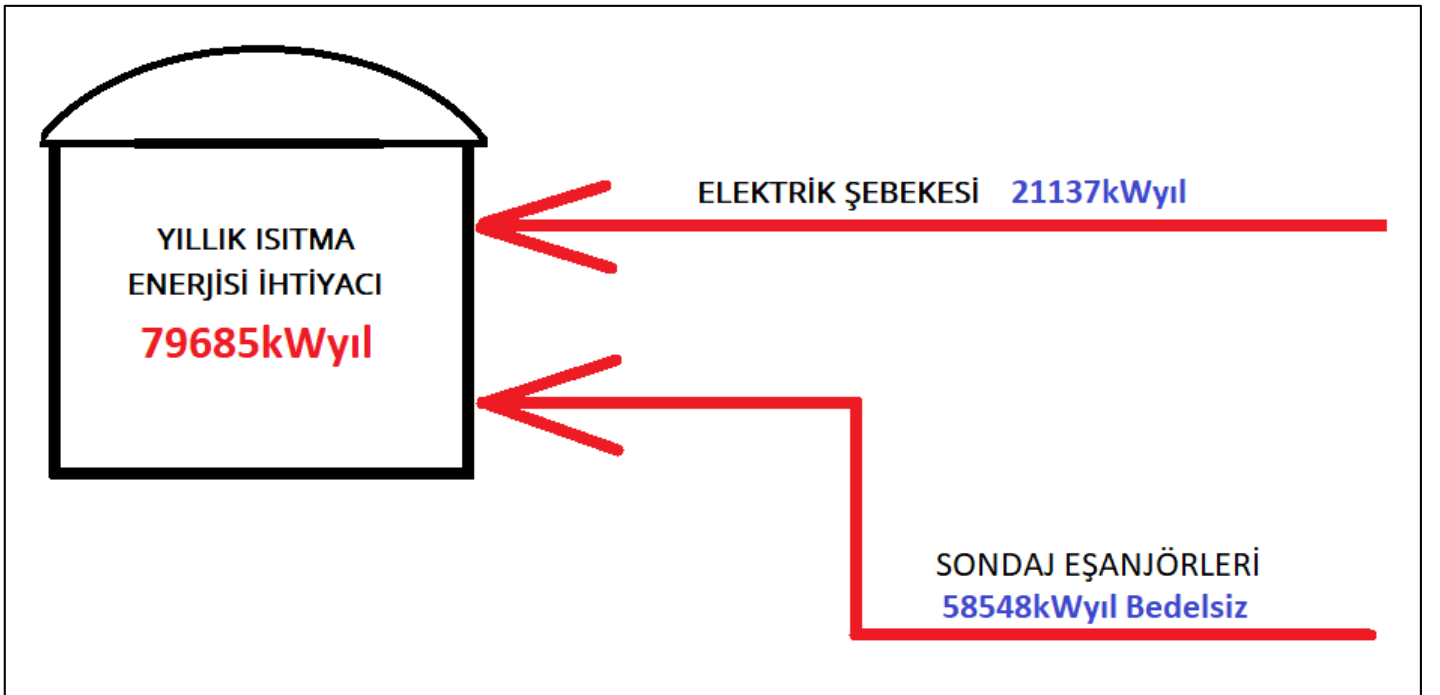 ELEKTRİK ŞEBEKESİ 21137kWyıl
YILLIK ISITMA
ENERJİSİ İHTİYACI
79685kWyıl
SONDAJ EŞANJÖRLERİ
58548kWyıl Bedelsiz